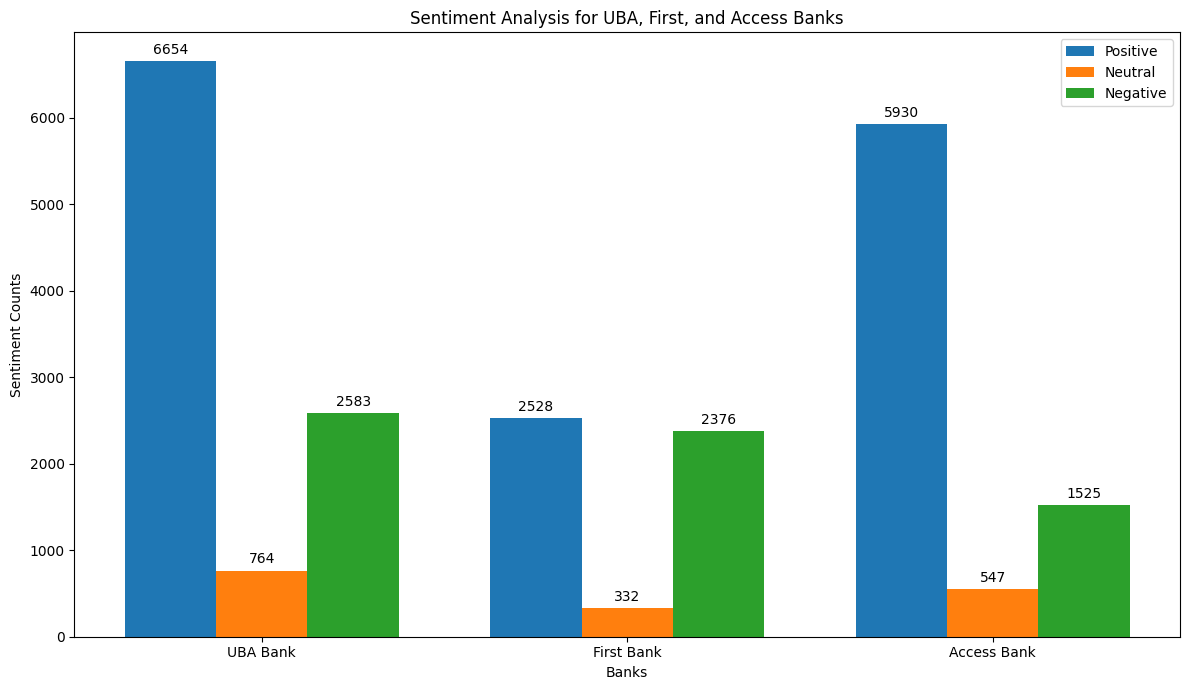 Sentiment Analysis for UBA, First, and Access Banks
Positive
Neutral
Negative
6654
764
2583
2528
332
2376
5930
547
1525
Sentiment Counts
6000
5000
4000
3000
2000
1000
0
UBA Bank
First Bank
Access Bank
Banks